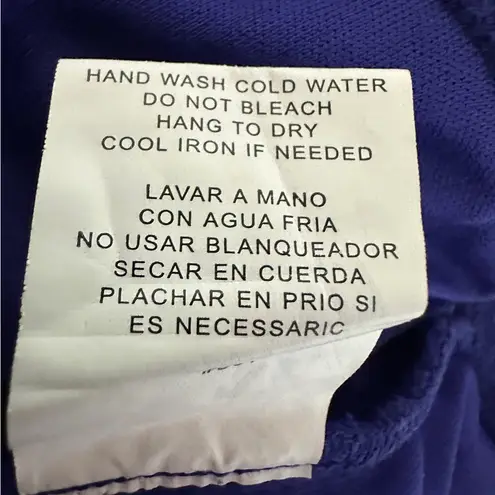 HAND WASH COLD WATER
DO NOT BLEACH
HANG TO DRY
COOL IRON IF NEEDED
LAVAR A MANO
CON AGUA FRIA
NO USAR BLANQUEADOR
SECAR EN CUERDA
PLACHAR EN PRIO SI
ES